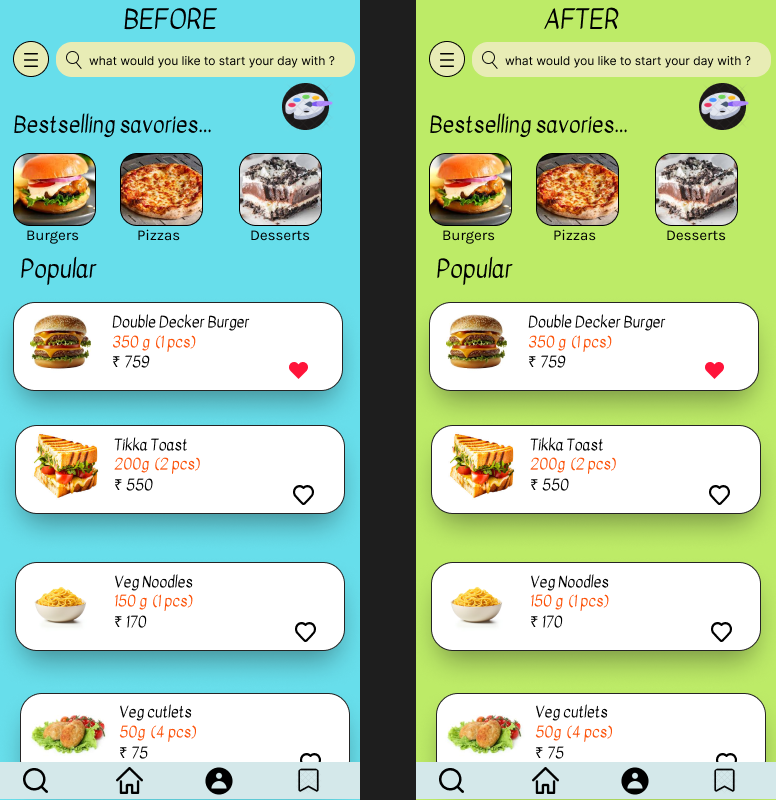 BEFORE
what would you like to start your day with ?
Bestselling savories...
Burgers
Pizzas
Desserts
Popular
Double Decker Burger
350 g (1 pcs)
₹ 759
Tikka Toast
200g (2 pcs)
₹ 550
Veg Noodles
150 g (1 pcs)
₹ 170
Veg cutlets
50g (4 pcs)
₹ 75
AFTER
what would you like to start your day with ?
Bestselling savories...
Burgers
Pizzas
Desserts
Popular
Double Decker Burger
350 g (1 pcs)
₹ 759
Tikka Toast
200g (2 pcs)
₹ 550
Veg Noodles
150 g (1 pcs)
₹ 170
Veg cutlets
50g (4 pcs)
₹ 75